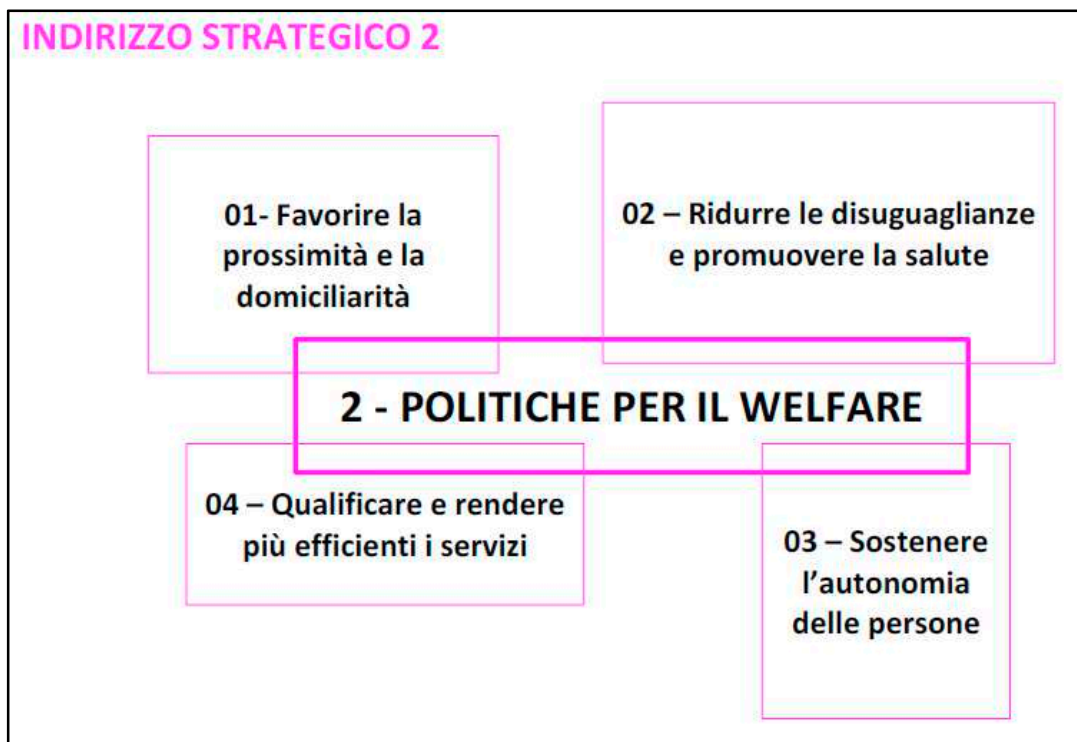 INDIRIZZO STRATEGICO 2
01- Favorire la
prossimità e la
domiciliarità
02 – Ridurre le disuguaglianze
e promuovere la salute
2 - POLITICHE PER IL WELFARE
04 – Qualificare e rendere
più efficienti i servizi
03 – Sostenere
l’autonomia
delle persone